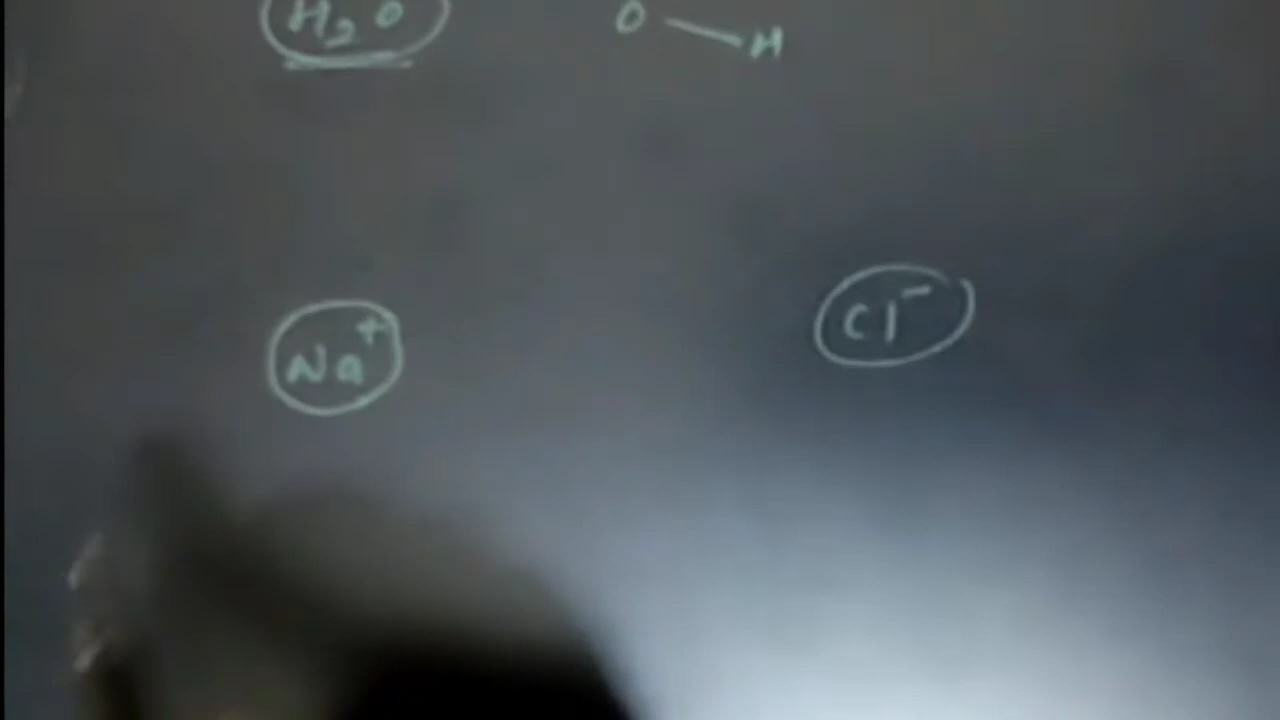 H₂O O H
Na⁺ Cl⁻